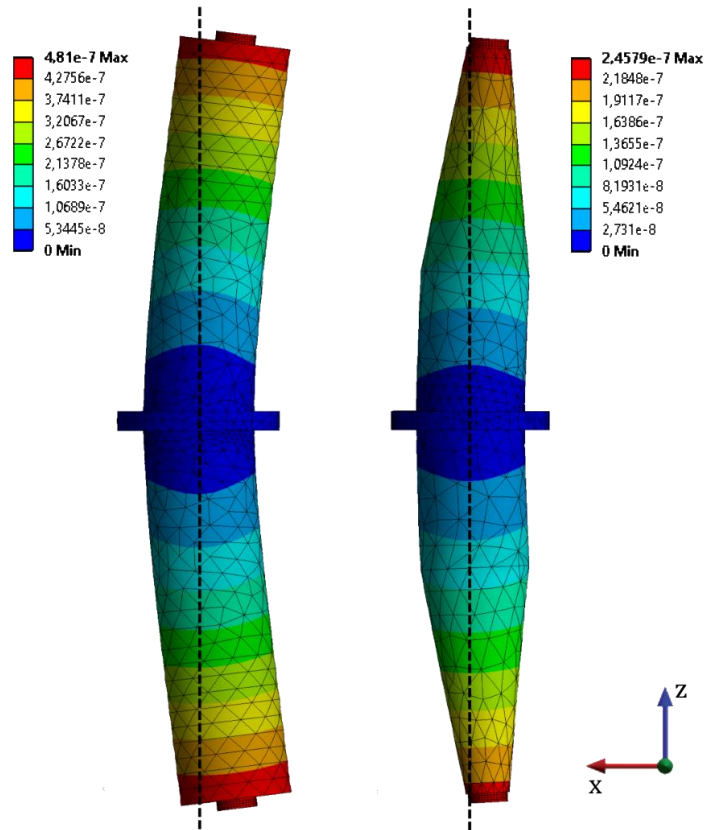 4,81e-7 Max
4,2756e-7
3,7411e-7
3,2067e-7
2,6722e-7
2,1378e-7
1,6033e-7
1,0689e-7
5,3445e-8
0 Min
2,4579e-7 Max
2,1848e-7
1,9117e-7
1,6386e-7
1,3655e-7
1,0924e-7
8,1931e-8
5,4621e-8
2,731e-8
0 Min
Z
X